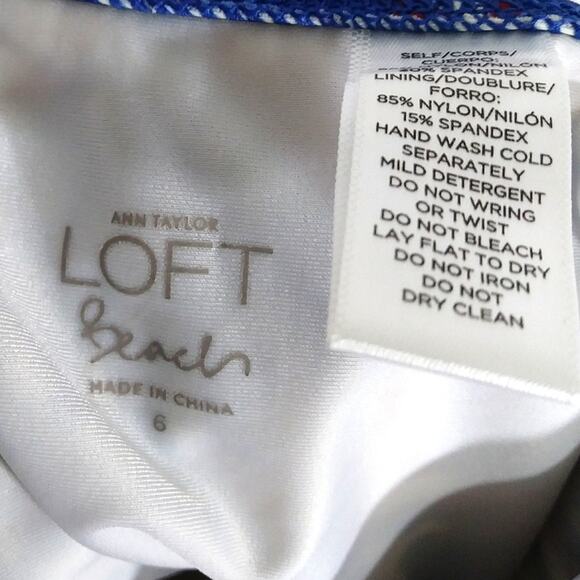 ANN TAYLOR
LOFT
Beach
MADE IN CHINA
6
SELF/CORPS/
CUERPO:
20% SPANDEX
LINING/DOUBLURE/
FORRO:
85% NYLON/NILÓN
15% SPANDEX
HAND WASH COLD
SEPARATELY
MILD DETERGENT
DO NOT WRING
OR TWIST
DO NOT BLEACH
LAY FLAT TO DRY
DO NOT IRON
DO NOT
DRY CLEAN